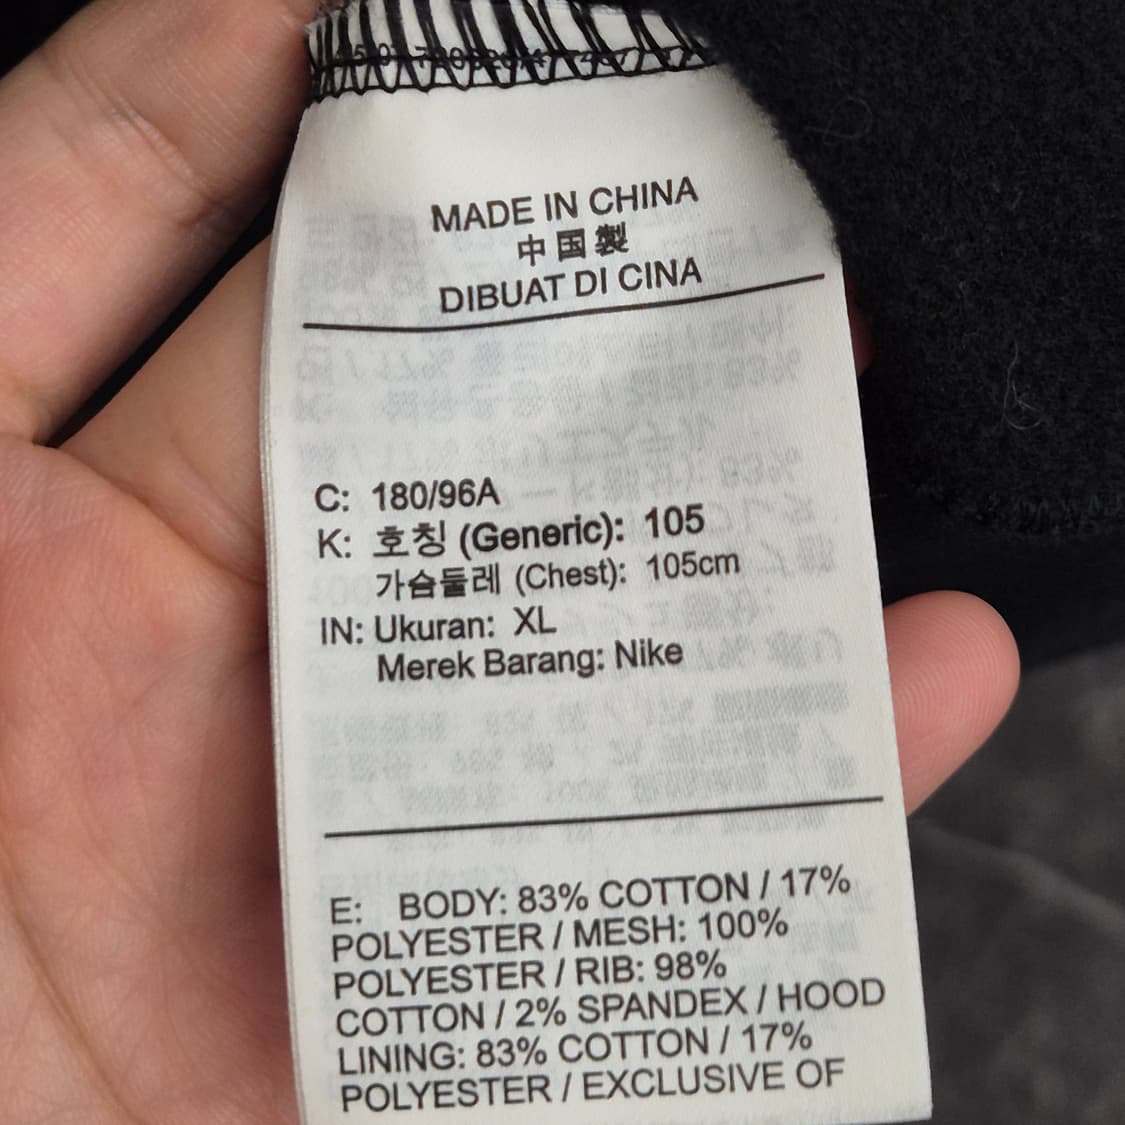 MADE IN CHINA
中国製
DIBUAT DI CINA
C: 180/96A
K: 호칭 (Generic): 105
가슴둘레 (Chest): 105cm
IN: Ukuran: XL
Merek Barang: Nike
E: BODY: 83% COTTON / 17%
POLYESTER / MESH: 100%
POLYESTER / RIB: 98%
COTTON / 2% SPANDEX / HOOD
LINING: 83% COTTON / 17%
POLYESTER / EXCLUSIVE OF